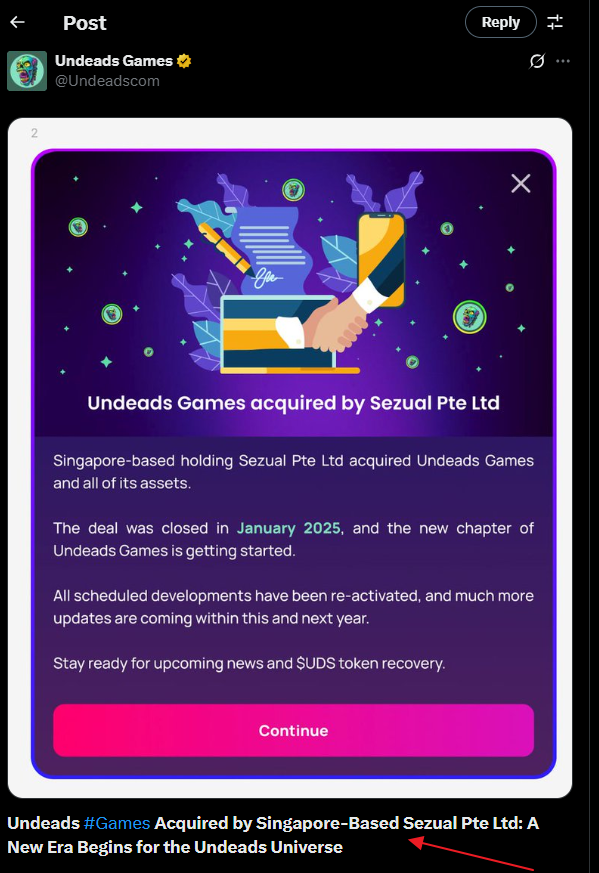 Post
Reply
Undeads Games
@Undeadscom
2
Undeads Games acquired by Sezual Pte Ltd
Singapore-based holding Sezual Pte Ltd acquired Undeads Games
and all of its assets.
The deal was closed in January 2025, and the new chapter of
Undeads Games is getting started.
All scheduled developments have been re-activated, and much more
updates are coming within this and next year.
Stay ready for upcoming news and $UDS token recovery.
Continue
Undeads #Games Acquired by Singapore-Based Sezual Pte Ltd: A
New Era Begins for the Undeads Universe